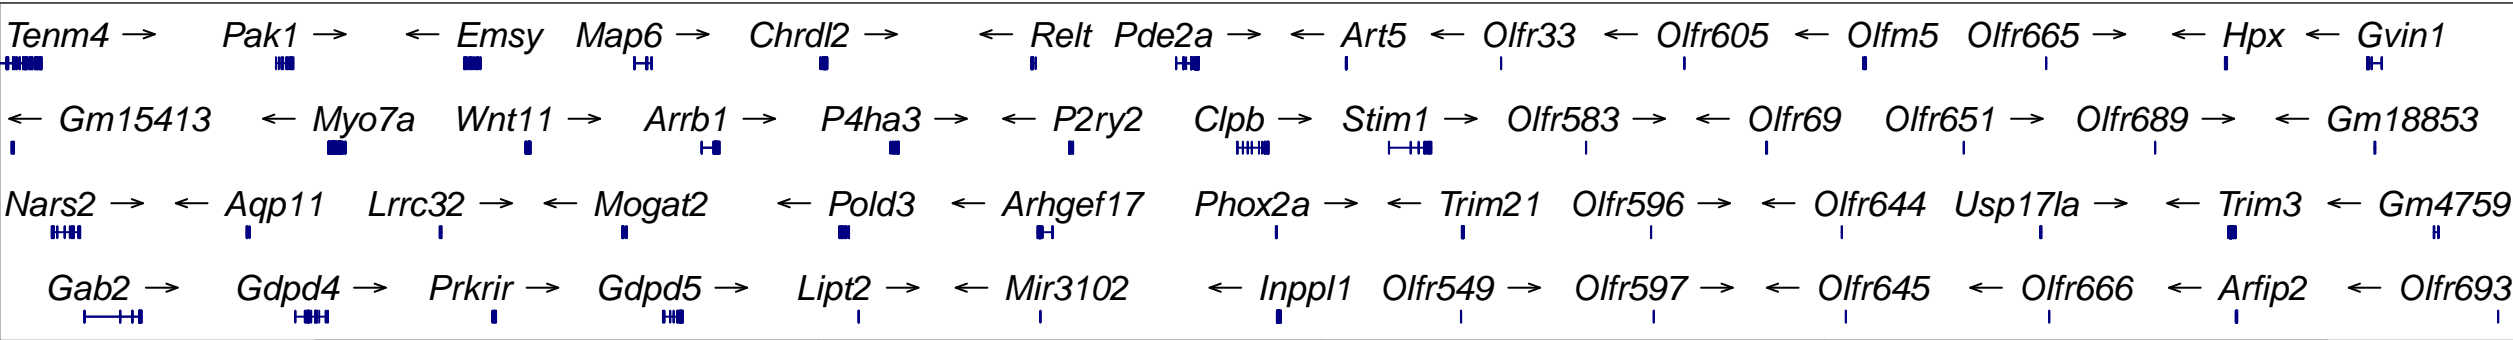 Tenm4 → Pak1 → ← Emsy Map6 → Chrdl2 → ← Relt Pde2a → ← Art5 ← Olfr33 ← Olfr605 ← Olfm5 Olfr665 → ← Hpx ← Gvin1
← Gm15413 ← Myo7a Wnt11 → Arrb1 → P4ha3 → ← P2ry2 Clpb → Stim1 → Olfr583 → ← Olfr69 Olfr651 → Olfr689 → ← Gm18853
Nars2 → ← Aqp11 Lrrc32 → ← Mogat2 ← Pold3 ← Arhgef17 Phox2a → ← Trim21 Olfr596 → ← Olfr644 Usp17la → ← Trim3 ← Gm4759
Gab2 → Gdpd4 → Prkrir → Gdpd5 → Lipt2 → ← Mir3102 ← Inppl1 Olfr549 → Olfr597 → ← Olfr645 ← Olfr666 ← Arfip2 ← Olfr693